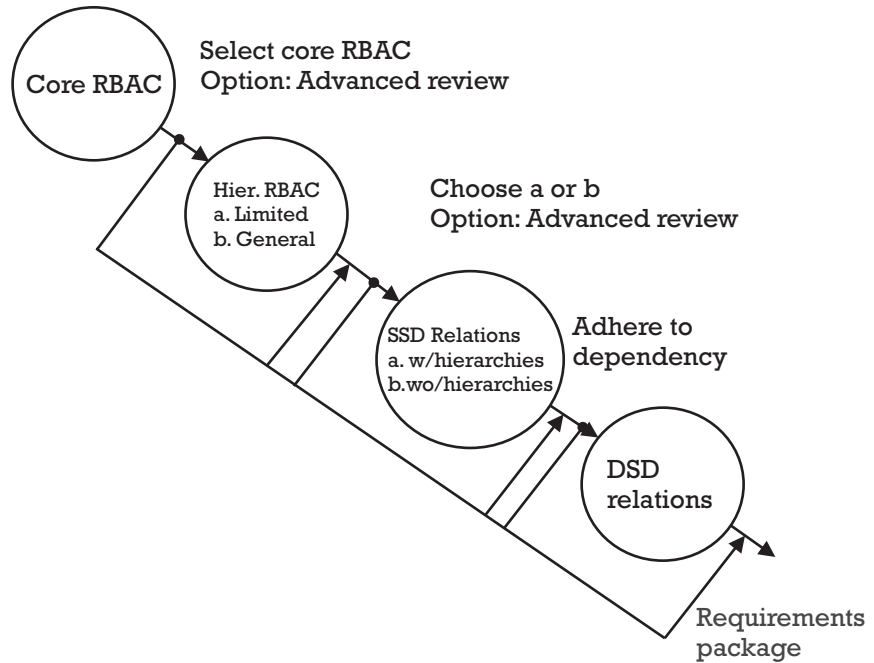 Core RBAC
Select core RBAC
Option: Advanced review
Hier. RBAC
a. Limited
b. General
Choose a or b
Option: Advanced review
SSD Relations
a. w/hierarchies
b.wo/hierarchies
Adhere to
dependency
DSD
relations
Requirements
package